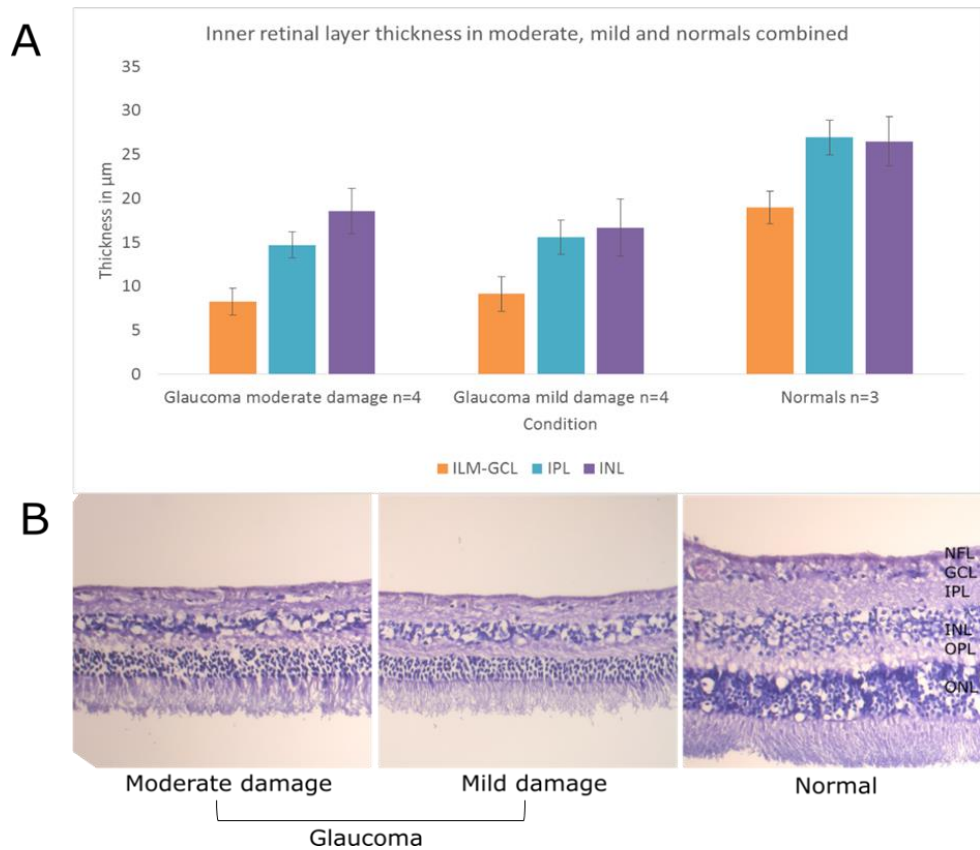 A
Inner retinal layer thickness in moderate, mild and normals combined
35
30
25
20
15
10
5
0
Thickness in µm
Glaucoma moderate damage n=4 Glaucoma mild damage n=4 Normals n=3
Condition
ILM-GCL IPL INL
B
NFL
GCL
IPL
INL
OPL
ONL
Moderate damage Mild damage Normal
Glaucoma